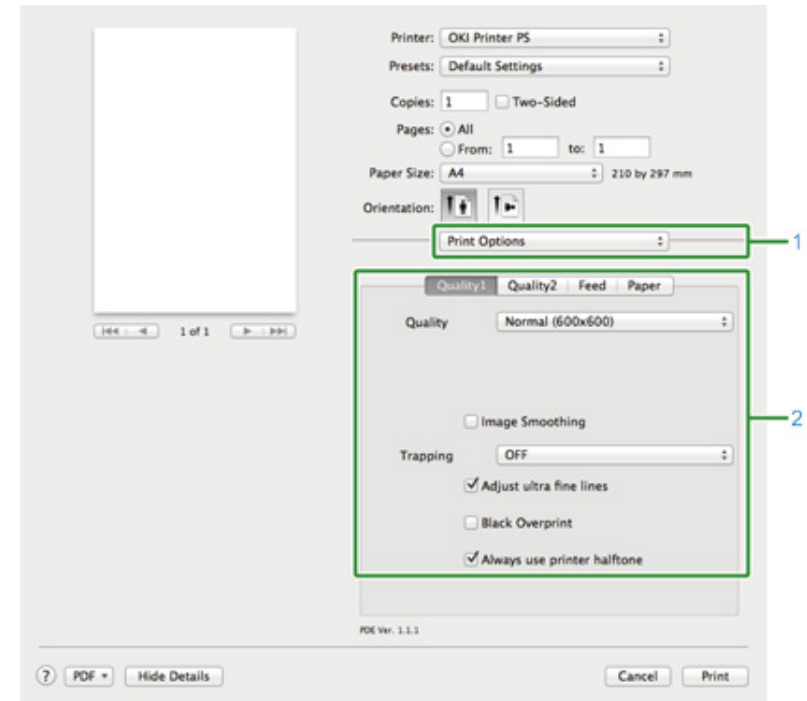 Printer: OKI Printer PS
Presets: Default Settings
Copies: 1 Two-Sided
Pages: All
From: 1 to: 1
Paper Size: A4 210 by 297 mm
Orientation:
Print Options 1
Quality1 Quality2 Feed Paper
1 of 1
Quality Normal (600x600)
Image Smoothing 2
Trapping OFF
Adjust ultra fine lines
Black Overprint
Always use printer halftone
PDE Ver. 1.1.1
? PDF Hide Details Cancel Print